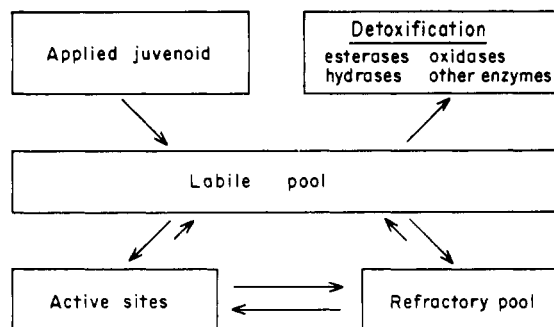 Applied juvenoid
Detoxification
esterases oxidases
hydrases other enzymes
Labile pool
Active sites
Refractory pool